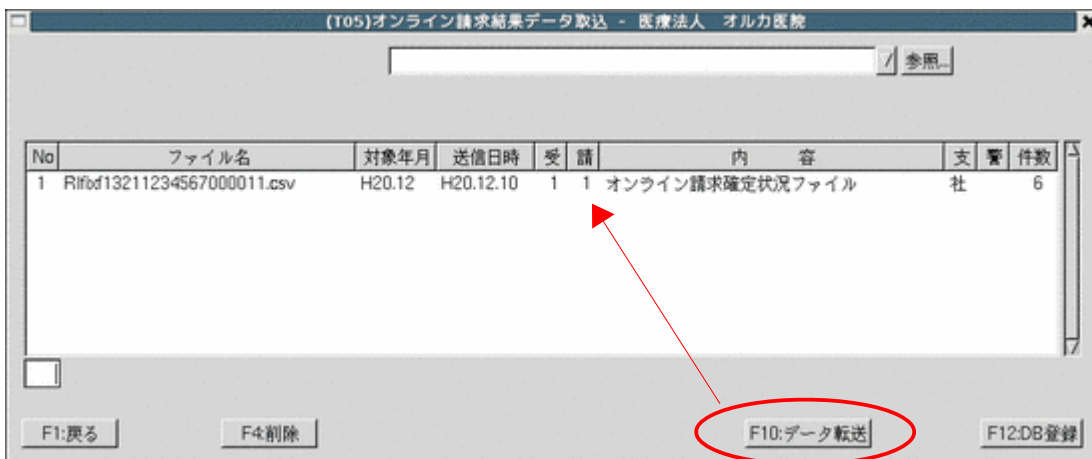 (T05)オンライン請求結果データ取込 - 医療法人 オルカ医院
参照...
No ファイル名 対象年月 送信日時 受 請 内 容 支 警 件数
1 RIfbd13211234567000011.csv H20.12 H20.12.10 1 1 オンライン請求確定状況ファイル 社 6
F1:戻る F4:削除 F10:データ転送 F12:DB登録